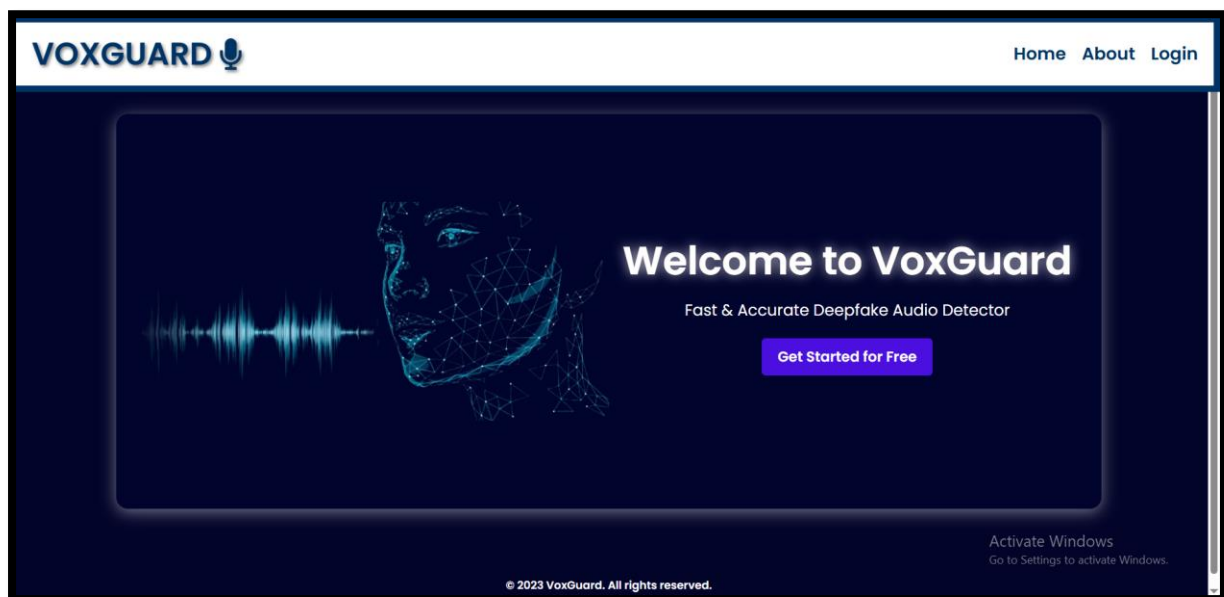 VOXGUARD
Home About Login
Welcome to VoxGuard
Fast & Accurate Deepfake Audio Detector
Get Started for Free
Activate Windows
Go to Settings to activate Windows.
© 2023 VoxGuard. All rights reserved.